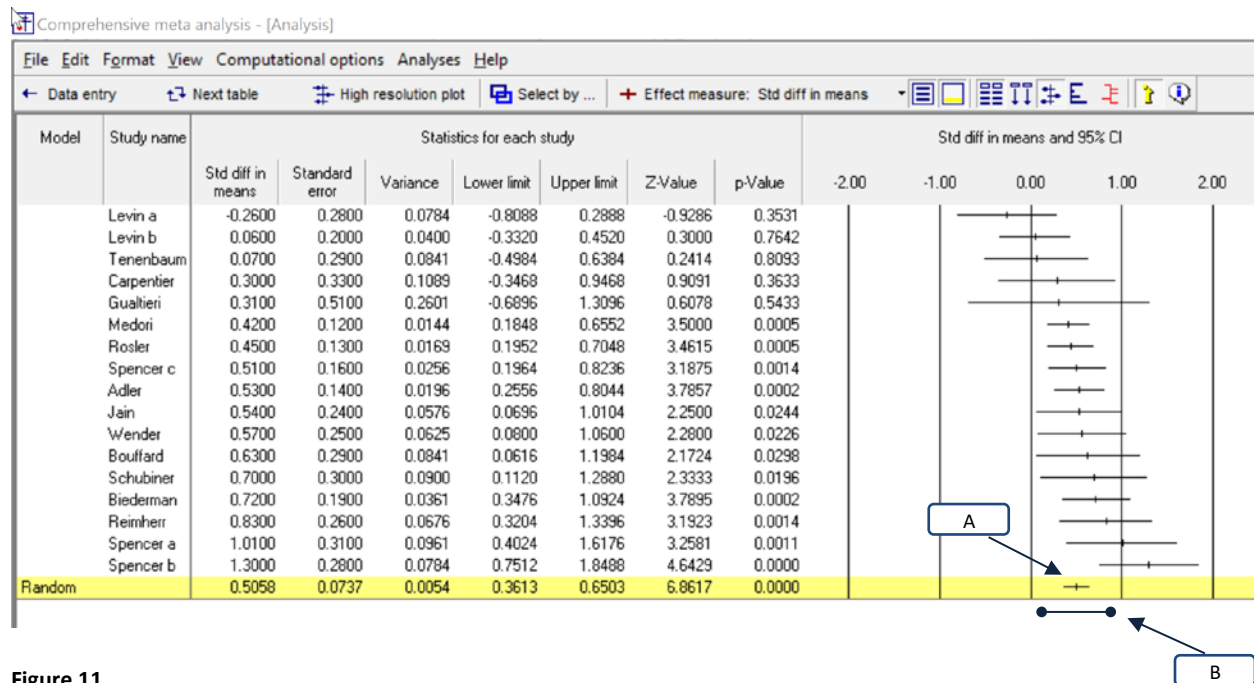 Comprehensive meta analysis - [Analysis]
File Edit Format View Computational options Analyses Help
← Data entry Next table High resolution plot Select by ... + Effect measure: Std diff in means E
Model Study name Statistics for each study Std diff in means and 95% CI
Std diff in means Standard error Variance Lower limit Upper limit Z-Value p-Value -2.00 -1.00 0.00 1.00 2.00
Levin a -0.2600 0.2800 0.0784 -0.8088 0.2888 -0.9286 0.3531
Levin b 0.0600 0.2000 0.0400 -0.3320 0.4520 0.3000 0.7642
Tenenbaum 0.0700 0.2900 0.0841 -0.4984 0.6384 0.2414 0.8093
Carpentier 0.3000 0.3300 0.1089 -0.3468 0.9468 0.9091 0.3633
Gualtieri 0.3100 0.5100 0.2601 -0.6896 1.3096 0.6078 0.5433
Medori 0.4200 0.1200 0.0144 0.1848 0.6552 3.5000 0.0005
Rosler 0.4500 0.1300 0.0169 0.1952 0.7048 3.4615 0.0005
Spencer c 0.5100 0.1600 0.0256 0.1964 0.8236 3.1875 0.0014
Adler 0.5300 0.1400 0.0196 0.2556 0.8044 3.7857 0.0002
Jain 0.5400 0.2400 0.0576 0.0696 1.0104 2.2500 0.0244
Wender 0.5700 0.2500 0.0625 0.0800 1.0600 2.2800 0.0226
Bouffard 0.6300 0.2900 0.0841 0.0616 1.1984 2.1724 0.0298
Schubiner 0.7000 0.3000 0.0900 0.1120 1.2880 2.3333 0.0196
Biederman 0.7200 0.1900 0.0361 0.3476 1.0924 3.7895 0.0002
Reimherr 0.8300 0.2600 0.0676 0.3204 1.3396 3.1923 0.0014
Spencer a 1.0100 0.3100 0.0961 0.4024 1.6176 3.2581 0.0011
Spencer b 1.3000 0.2800 0.0784 0.7512 1.8488 4.6429 0.0000
Random 0.5058 0.0737 0.0054 0.3613 0.6503 6.8617 0.0000
A
B
Figure 11